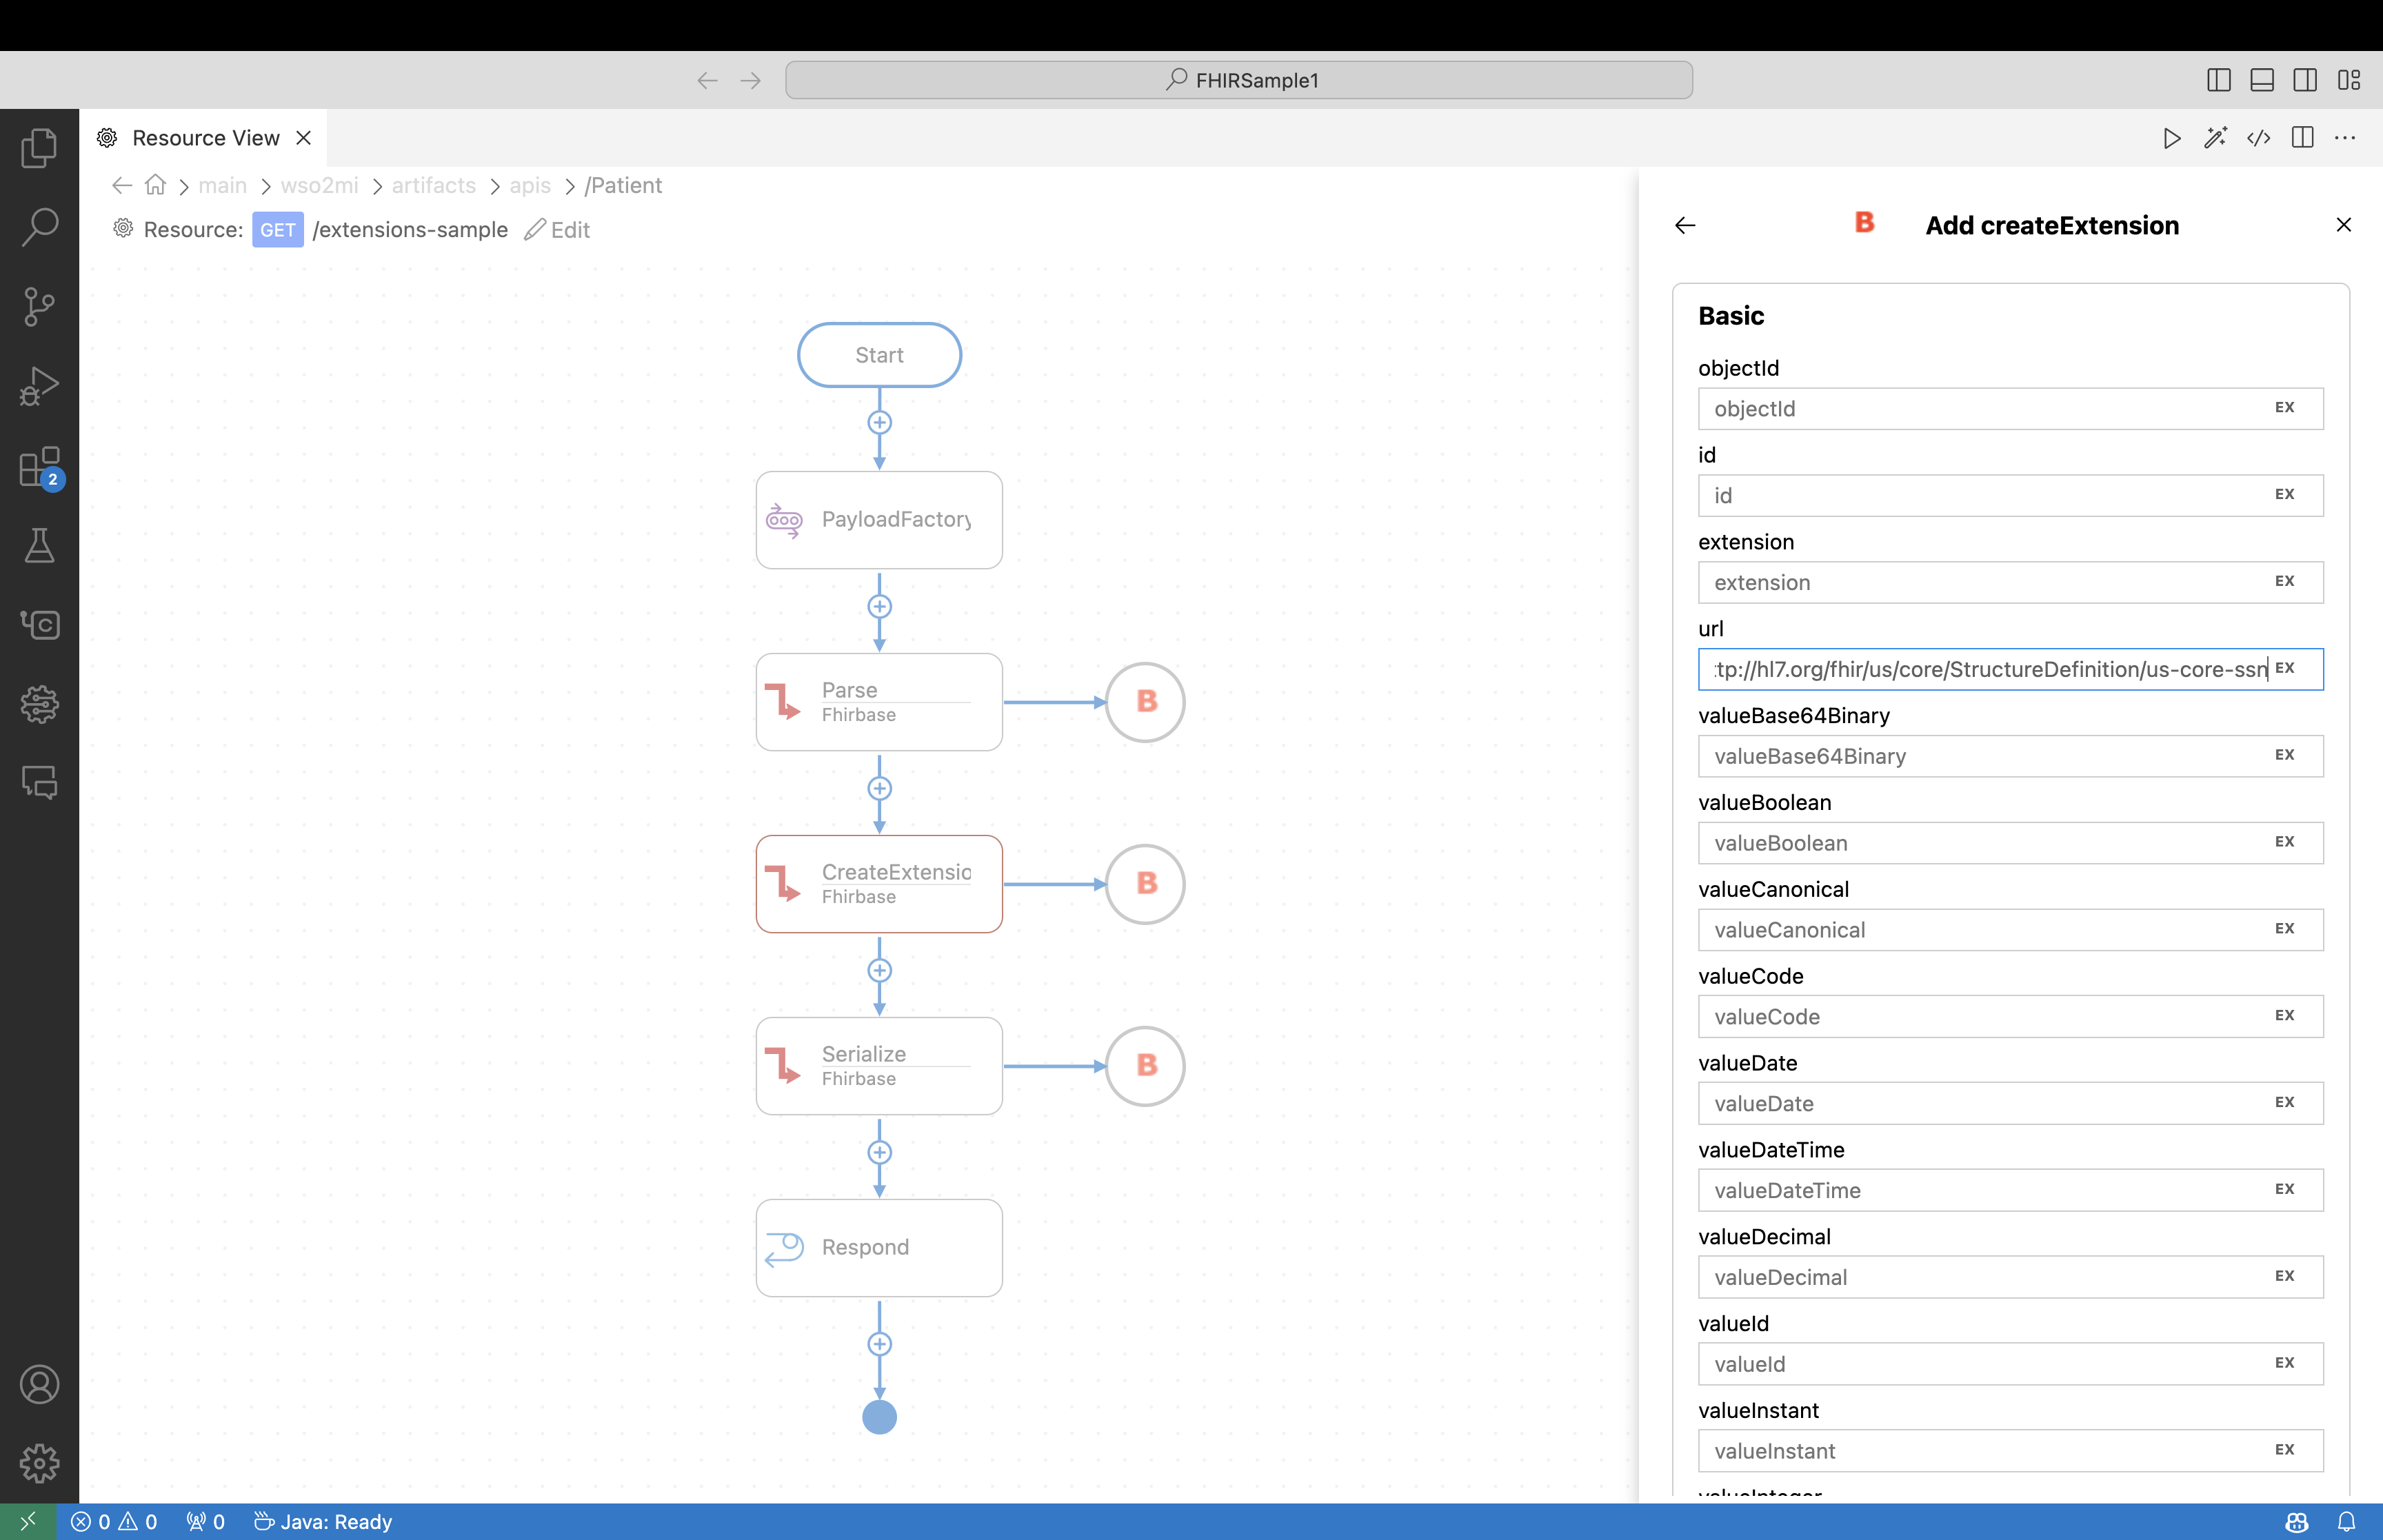 FHIRSample1
Resource View
main > wso2mi > artifacts > apis > /Patient
Resource: GET /extensions-sample Edit
Start
PayloadFactory
Parse
Fhirbase
B
CreateExtensio
Fhirbase
B
Serialize
Fhirbase
B
Respond
B Add createExtension
Basic
objectId
objectId EX
id
id EX
extension
extension EX
url
tp://hl7.org/fhir/us/core/StructureDefinition/us-core-ssn EX
valueBase64Binary
valueBase64Binary EX
valueBoolean
valueBoolean EX
valueCanonical
valueCanonical EX
valueCode
valueCode EX
valueDate
valueDate EX
valueDateTime
valueDateTime EX
valueDecimal
valueDecimal EX
valueId
valueId EX
valueInstant
valueInstant EX
valueInteger
2
C
0 0 0 Java: Ready